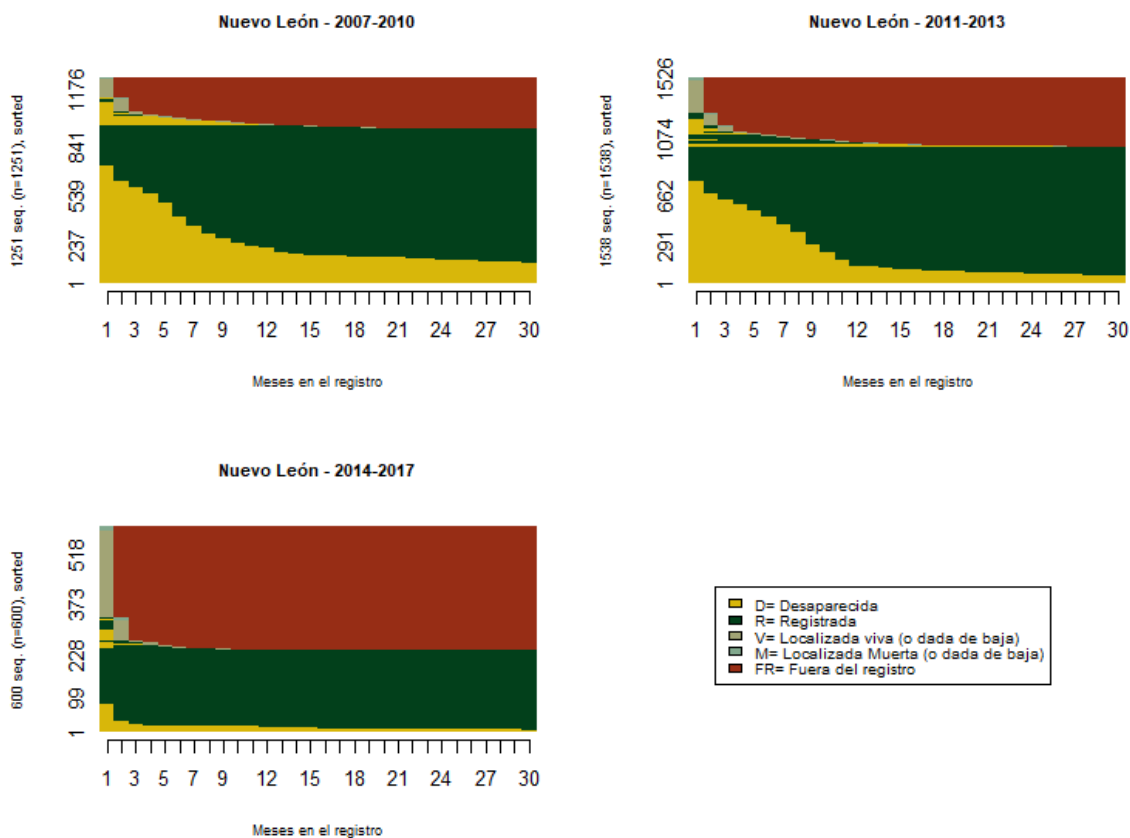 Nuevo León - 2007-2010
1251 seq. (n=1251), sorted
1176
841
539
237
1
1 3 5 7 9 12 15 18 21 24 27 30
Meses en el registro
Nuevo León - 2011-2013
1538 seq. (n=1538), sorted
1526
1074
662
291
1
1 3 5 7 9 12 15 18 21 24 27 30
Meses en el registro
Nuevo León - 2014-2017
600 seq. (n=600), sorted
518
373
228
99
1
1 3 5 7 9 12 15 18 21 24 27 30
Meses en el registro
D= Desaparecida
R= Registrada
V= Localizada viva (o dada de baja)
M= Localizada Muerta (o dada de baja)
FR= Fuera del registro